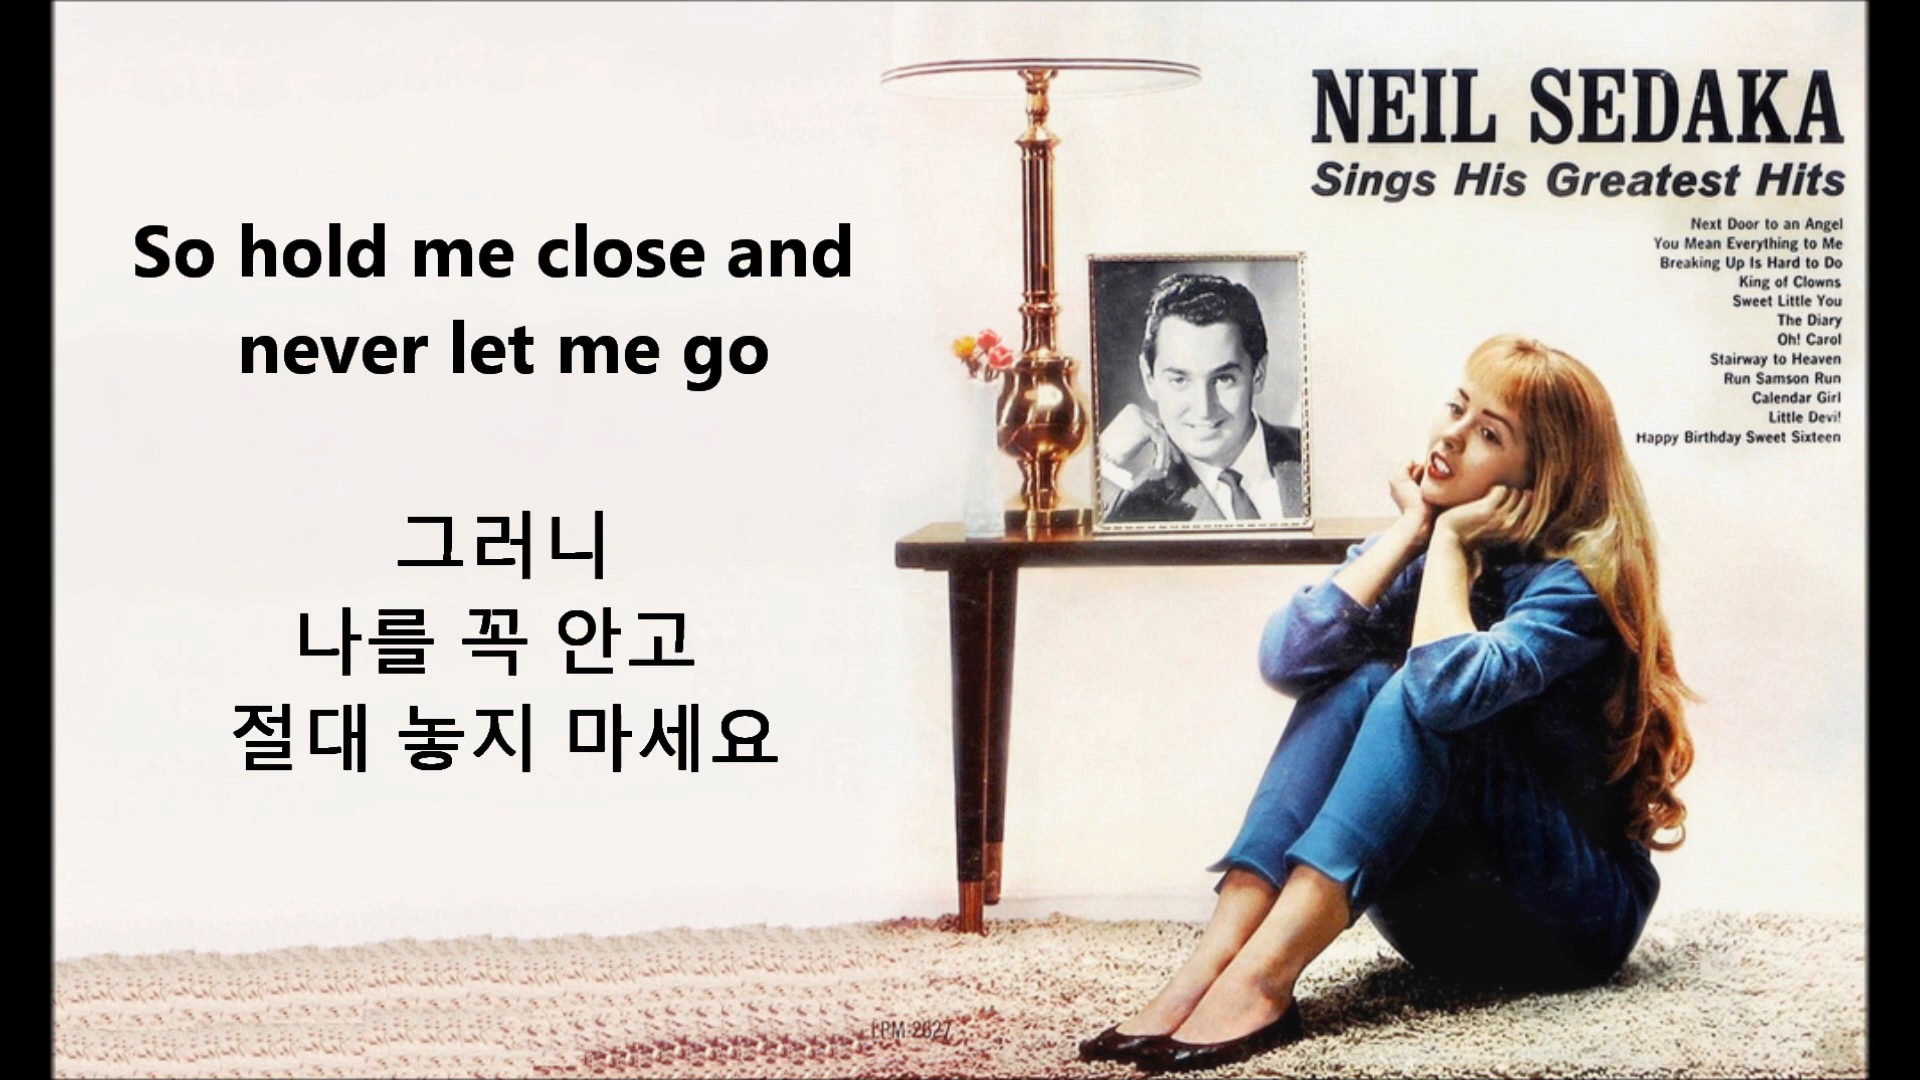 So hold me close and
never let me go
그러니
나를 꼭 안고
절대 놓지 마세요
NEIL SEDAKA
Sings His Greatest Hits
Next Door to an Angel
You Mean Everything to Me
Breaking Up Is Hard to Do
King of Clowns
Sweet Little You
The Diary
Oh! Carol
Stairway to Heaven
Run Samson Run
Calendar Girl
Little Devil
Happy Birthday Sweet Sixteen
LPM-2627